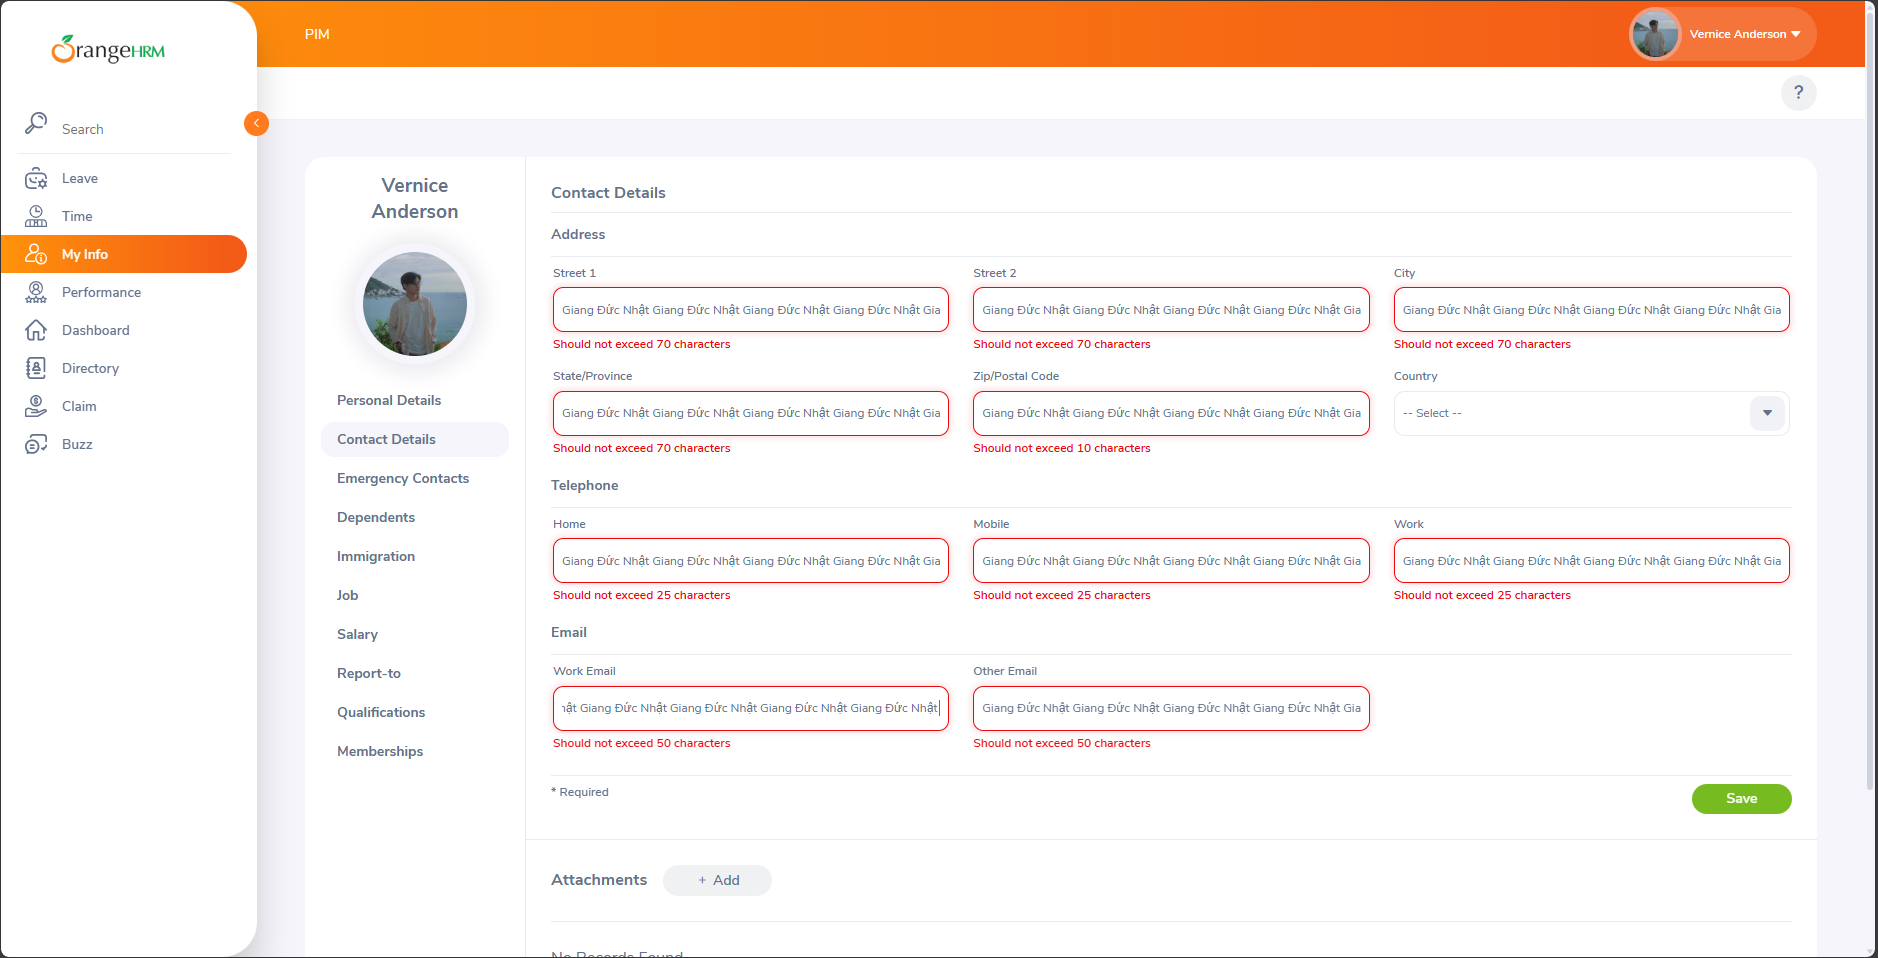 OrangeHRM
Search
Leave
Time
My Info
Performance
Dashboard
Directory
Claim
Buzz
PIM
Vernice Anderson
?
Vernice
Anderson
Personal Details
Contact Details
Emergency Contacts
Dependents
Immigration
Job
Salary
Report-to
Qualifications
Memberships
Contact Details
Address
Street 1
Street 2
City
Giang Đức Nhật Giang Đức Nhật Giang Đức Nhật Giang Đức Nhật Gia
Giang Đức Nhật Giang Đức Nhật Giang Đức Nhật Giang Đức Nhật Gia
Giang Đức Nhật Giang Đức Nhật Giang Đức Nhật Giang Đức Nhật Gia
Should not exceed 70 characters
Should not exceed 70 characters
Should not exceed 70 characters
State/Province
Zip/Postal Code
Country
Giang Đức Nhật Giang Đức Nhật Giang Đức Nhật Giang Đức Nhật Gia
Giang Đức Nhật Giang Đức Nhật Giang Đức Nhật Giang Đức Nhật Gia
-- Select --
Should not exceed 70 characters
Should not exceed 10 characters
Telephone
Home
Mobile
Work
Giang Đức Nhật Giang Đức Nhật Giang Đức Nhật Giang Đức Nhật Gia
Giang Đức Nhật Giang Đức Nhật Giang Đức Nhật Giang Đức Nhật Gia
Giang Đức Nhật Giang Đức Nhật Giang Đức Nhật Giang Đức Nhật Gia
Should not exceed 25 characters
Should not exceed 25 characters
Should not exceed 25 characters
Email
Work Email
Other Email
hật Giang Đức Nhật Giang Đức Nhật Giang Đức Nhật Giang Đức Nhật
Giang Đức Nhật Giang Đức Nhật Giang Đức Nhật Giang Đức Nhật Gia
Should not exceed 50 characters
Should not exceed 50 characters
* Required
Save
Attachments
+ Add
No Records Found